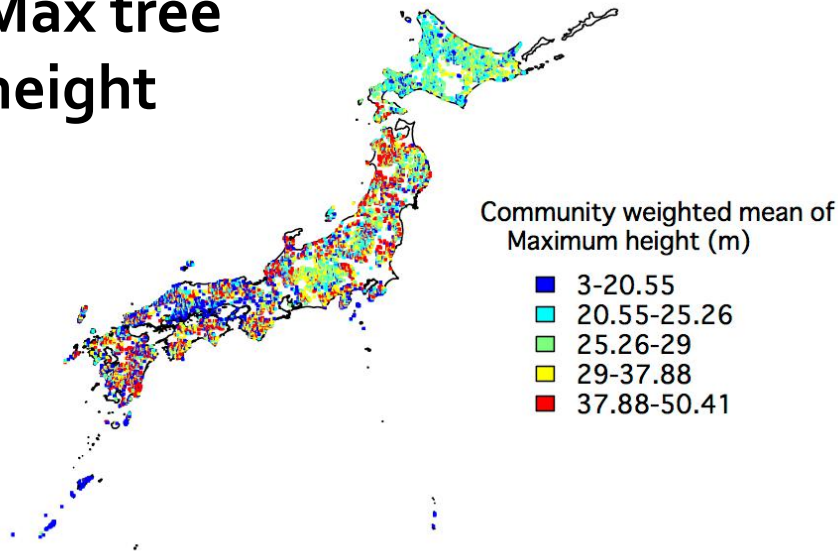 Max tree
height
Community weighted mean of
Maximum height (m)
3-20.55
20.55-25.26
25.26-29
29-37.88
37.88-50.41